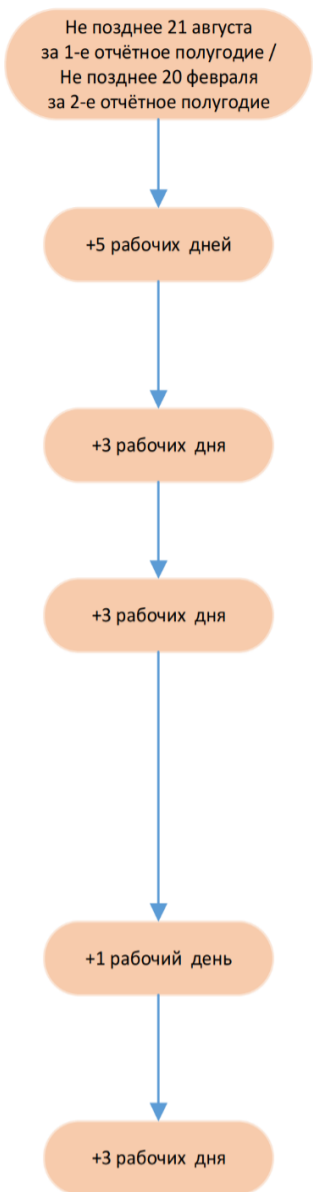 Не позднее 21 августа
за 1-е отчётное полугодие /
Не позднее 20 февраля
за 2-е отчётное полугодие
+5 рабочих дней
+3 рабочих дня
+3 рабочих дня
+1 рабочий день
+3 рабочих дня